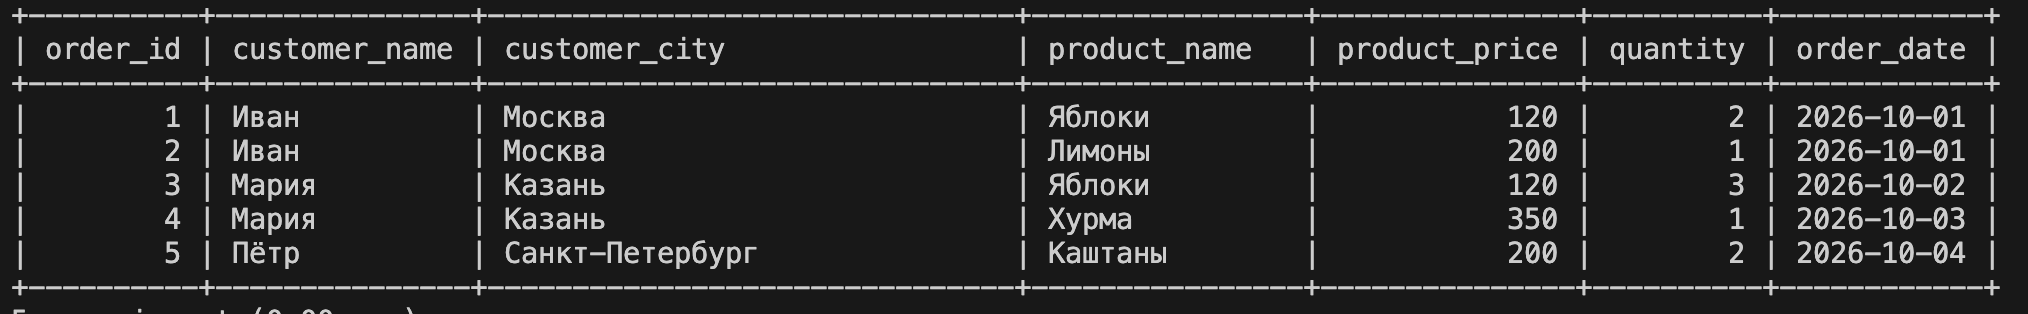 +----------+---------------+-------------------------------+----------------+---------------+----------+------------+
| order_id | customer_name | customer_city                 | product_name   | product_price | quantity | order_date |
+----------+---------------+-------------------------------+----------------+---------------+----------+------------+
|        1 | Иван          | Москва                        | Яблоки         |           120 |        2 | 2026-10-01 |
|        2 | Иван          | Москва                        | Лимоны         |           200 |        1 | 2026-10-01 |
|        3 | Мария         | Казань                        | Яблоки         |           120 |        3 | 2026-10-02 |
|        4 | Мария         | Казань                        | Хурма          |           350 |        1 | 2026-10-03 |
|        5 | Пётр          | Санкт-Петербург               | Каштаны        |           200 |        2 | 2026-10-04 |
+----------+---------------+-------------------------------+----------------+---------------+----------+------------+